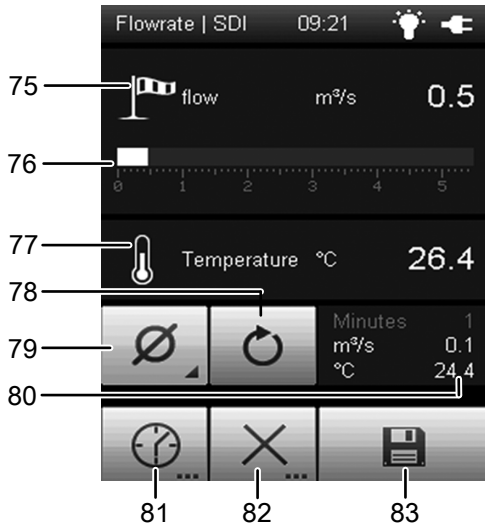 Flowrate | SDI 09:21
75
flow m³/s 0.5
76
0 1 2 3 4 5
77
Temperature °C 26.4
78
Minutes 1
79
m³/s 0.1
80
°C 24.4
81 82 83